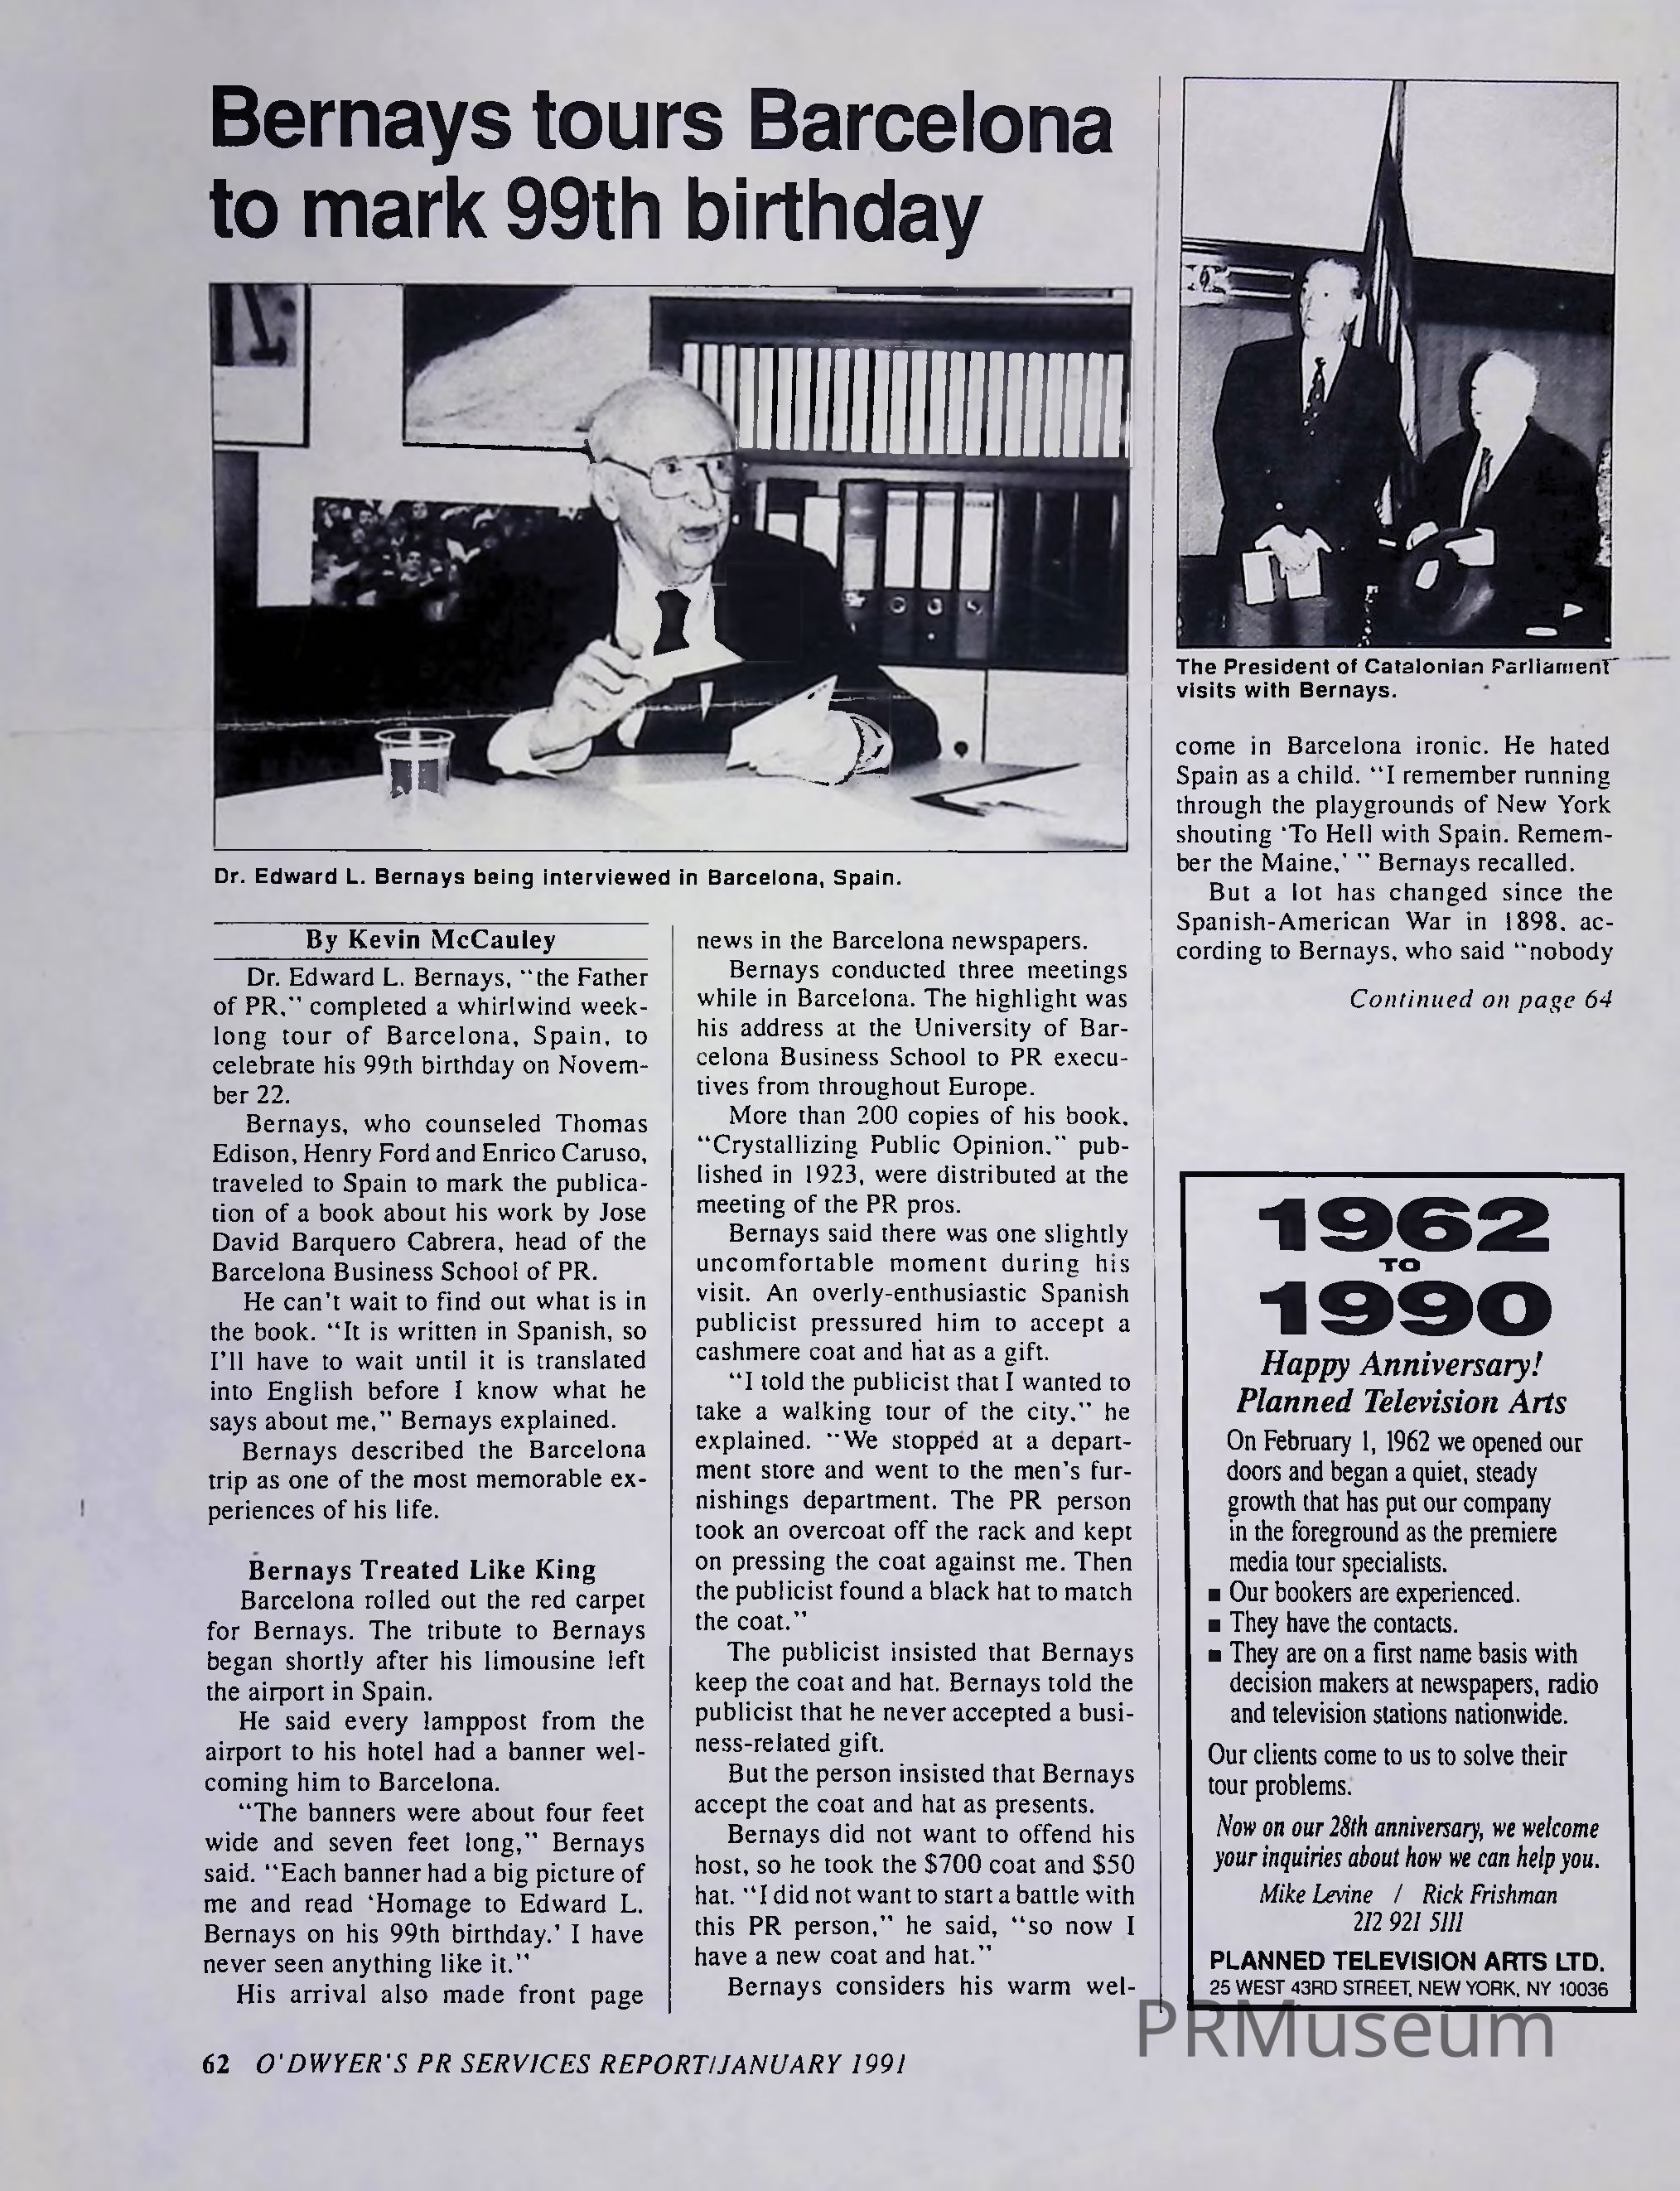 Bernays tours Barcelona
to mark 99th birthday
Dr. Edward L. Bernays being interviewed in Barcelona, Spain.
By Kevin McCauley
Dr. Edward L. Bernays, “the Father
of PR,” completed a whirlwind week-
long tour of Barcelona, Spain, to
celebrate his 99th birthday on Novem-
ber 22.
Bernays, who counseled Thomas
Edison, Henry Ford and Enrico Caruso,
traveled to Spain to mark the publica-
tion of a book about his work by Jose
David Barquero Cabrera, head of the
Barcelona Business School of PR.
He can't wait to find out what is in
the book. “It is written in Spanish, so
I'll have to wait until it is translated
into English before I know what he
says about me,” Bernays explained.
Bernays described the Barcelona
trip as one of the most memorable ex-
periences of his life.
Bernays Treated Like King
Barcelona rolled out the red carpet
for Bernays. The tribute to Bernays
began shortly after his limousine left
the airport in Spain.
He said every lamppost from the
airport to his hotel had a banner wel-
coming him to Barcelona.
“The banners were about four feet
wide and seven feet long,” Bernays
said. “Each banner had a big picture of
me and read ‘Homage to Edward L.
Bernays on his 99th birthday.’ I have
never seen anything like it.”
His arrival also made front page
news in the Barcelona newspapers.
Bernays conducted three meetings
while in Barcelona. The highlight was
his address at the University of Bar-
celona Business School to PR execu-
tives from throughout Europe.
More than 200 copies of his book,
“Crystallizing Public Opinion,” pub-
lished in 1923, were distributed at the
meeting of the PR pros.
Bernays said there was one slightly
uncomfortable moment during his
visit. An overly-enthusiastic Spanish
publicist pressured him to accept a
cashmere coat and hat as a gift.
“I told the publicist that I wanted to
take a walking tour of the city,” he
explained. “We stopped at a depart-
ment store and went to the men's fur-
nishings department. The PR person
took an overcoat off the rack and kept
on pressing the coat against me. Then
the publicist found a black hat to match
the coat.”
The publicist insisted that Bernays
keep the coat and hat. Bernays told the
publicist that he never accepted a busi-
ness-related gift.
But the person insisted that Bernays
accept the coat and hat as presents.
Bernays did not want to offend his
host, so he took the $700 coat and $50
hat. “I did not want to start a battle with
this PR person,” he said, “so now I
have a new coat and hat.”
Bernays considers his warm wel-
The President of Catalonian Parliament
visits with Bernays.
come in Barcelona ironic. He hated
Spain as a child. “I remember running
through the playgrounds of New York
shouting ‘To Hell with Spain. Remem-
ber the Maine,’ ” Bernays recalled.
But a lot has changed since the
Spanish-American War in 1898, ac-
cording to Bernays, who said “nobody
Continued on page 64
1962
TO
1990
Happy Anniversary!
Planned Television Arts
On February 1, 1962 we opened our
doors and began a quiet, steady
growth that has put our company
in the foreground as the premiere
media tour specialists.
■ Our bookers are experienced.
■ They have the contacts.
■ They are on a first name basis with
decision makers at newspapers, radio
and television stations nationwide.
Our clients come to us to solve their
tour problems.
Now on our 28th anniversary, we welcome
your inquiries about how we can help you.
Mike Levine / Rick Frishman
212 921 5111
PLANNED TELEVISION ARTS LTD.
25 WEST 43RD STREET, NEW YORK, NY 10036
PRMuseum
62 O'DWYER'S PR SERVICES REPORT/JANUARY 1991